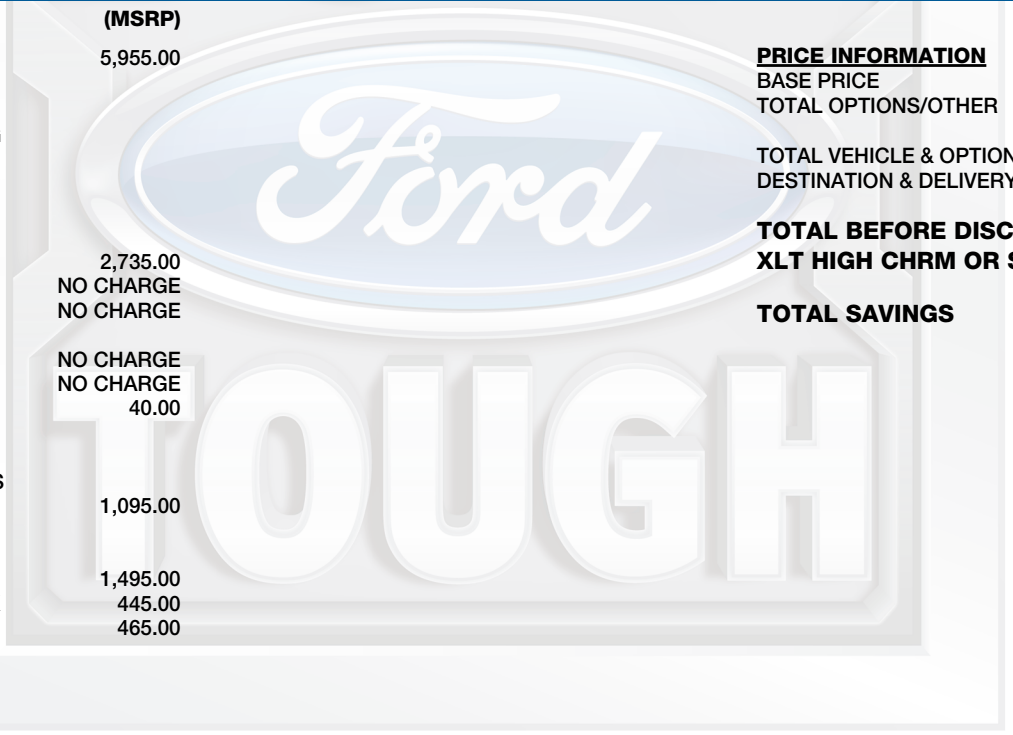 (MSRP)
5,955.00
2,735.00
NO CHARGE
NO CHARGE
NO CHARGE
NO CHARGE
40.00
1,095.00
1,495.00
445.00
465.00
PRICE INFORMATION
BASE PRICE
TOTAL OPTIONS/OTHER
TOTAL VEHICLE & OPTION
DESTINATION & DELIVERY
TOTAL BEFORE DISC
XLT HIGH CHRM OR S
TOTAL SAVINGS
Ford
TOUGH